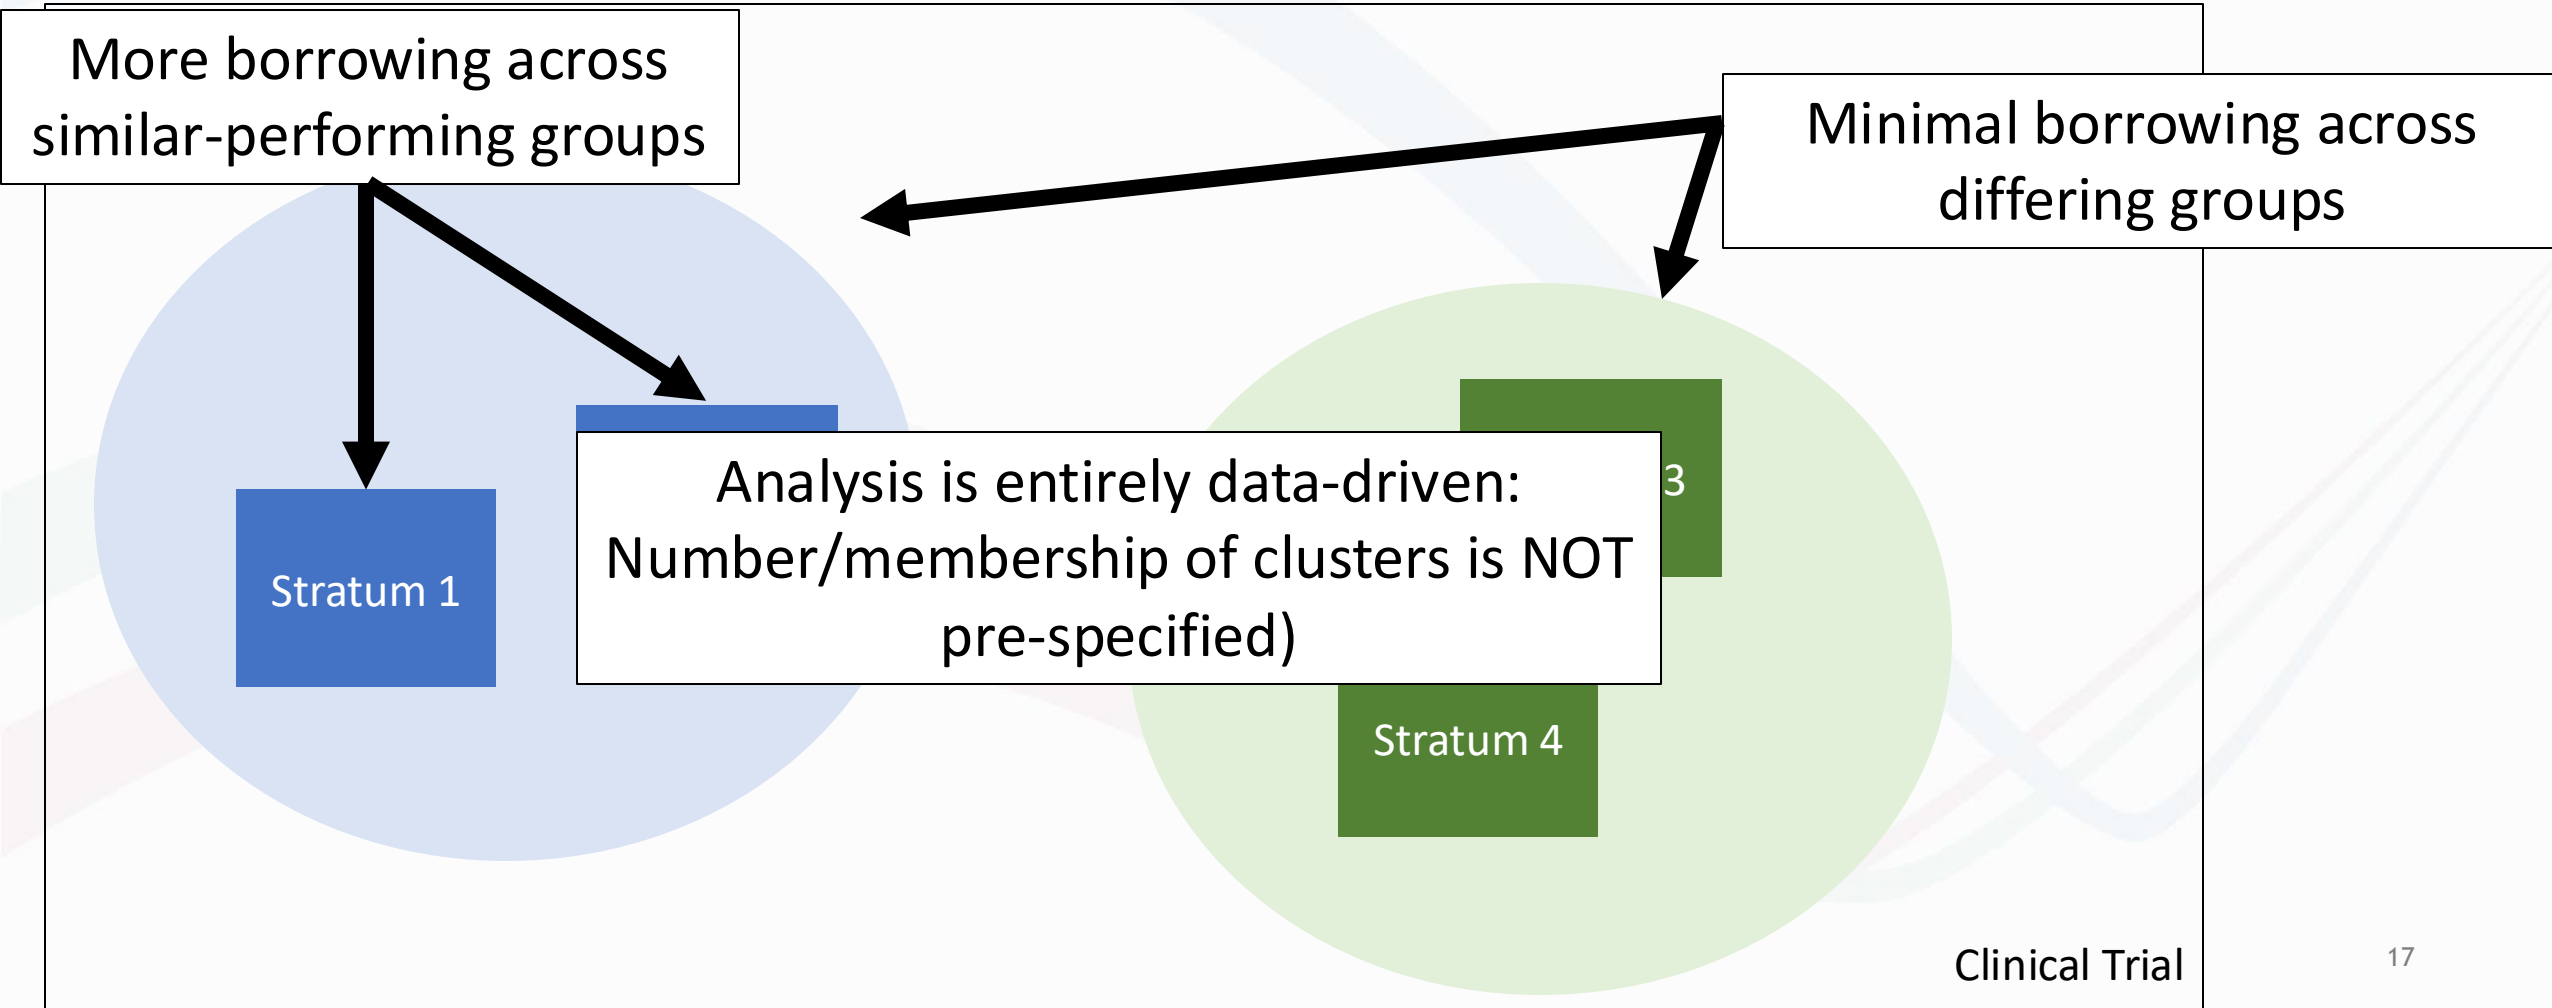 More borrowing across
similar-performing groups
Minimal borrowing across
differing groups
3
Analysis is entirely data-driven:
Number/membership of clusters is NOT
pre-specified)
Stratum 1
Stratum 4
Clinical Trial
17